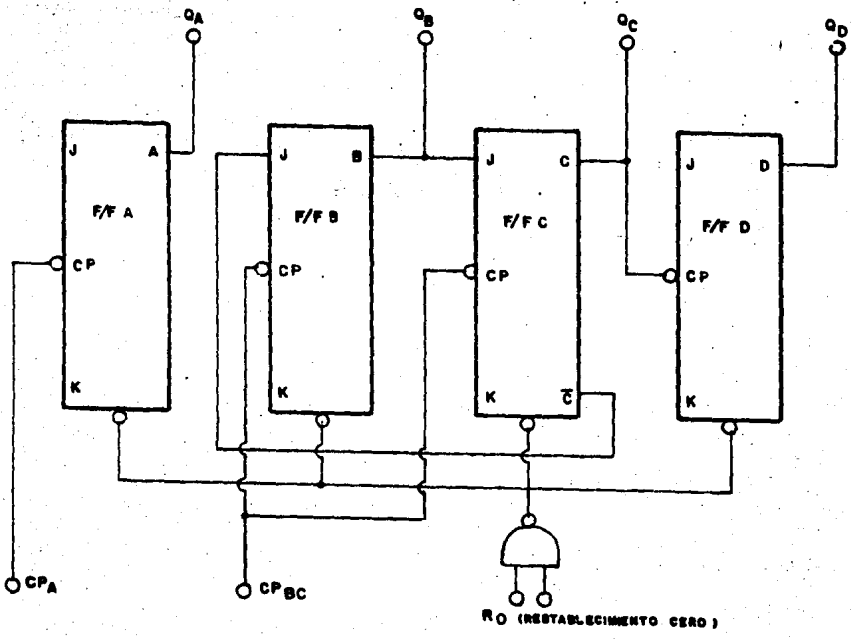 QA
QB
QC
QD
J
A
F/F A
CP
K
J
B
F/F B
CP
K
J
C
F/F C
CP
K
C̅
J
D
F/F D
CP
K
CPA
CPBC
RO (RESTABLECIMIENTO CERO)